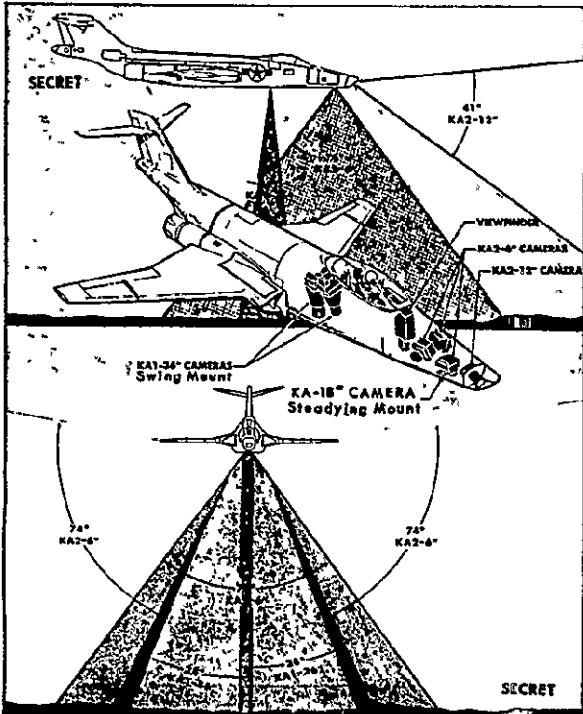 SECRET
41°
KA2-12"
VIEWFINDER
KA2-6" CAMERAS
KA2-12" CAMERA
KA1-36" CAMERAS
Swing Mount
KA-18" CAMERA
Steadying Mount
74°
KA2-6"
74°
KA2-6"
SECRET